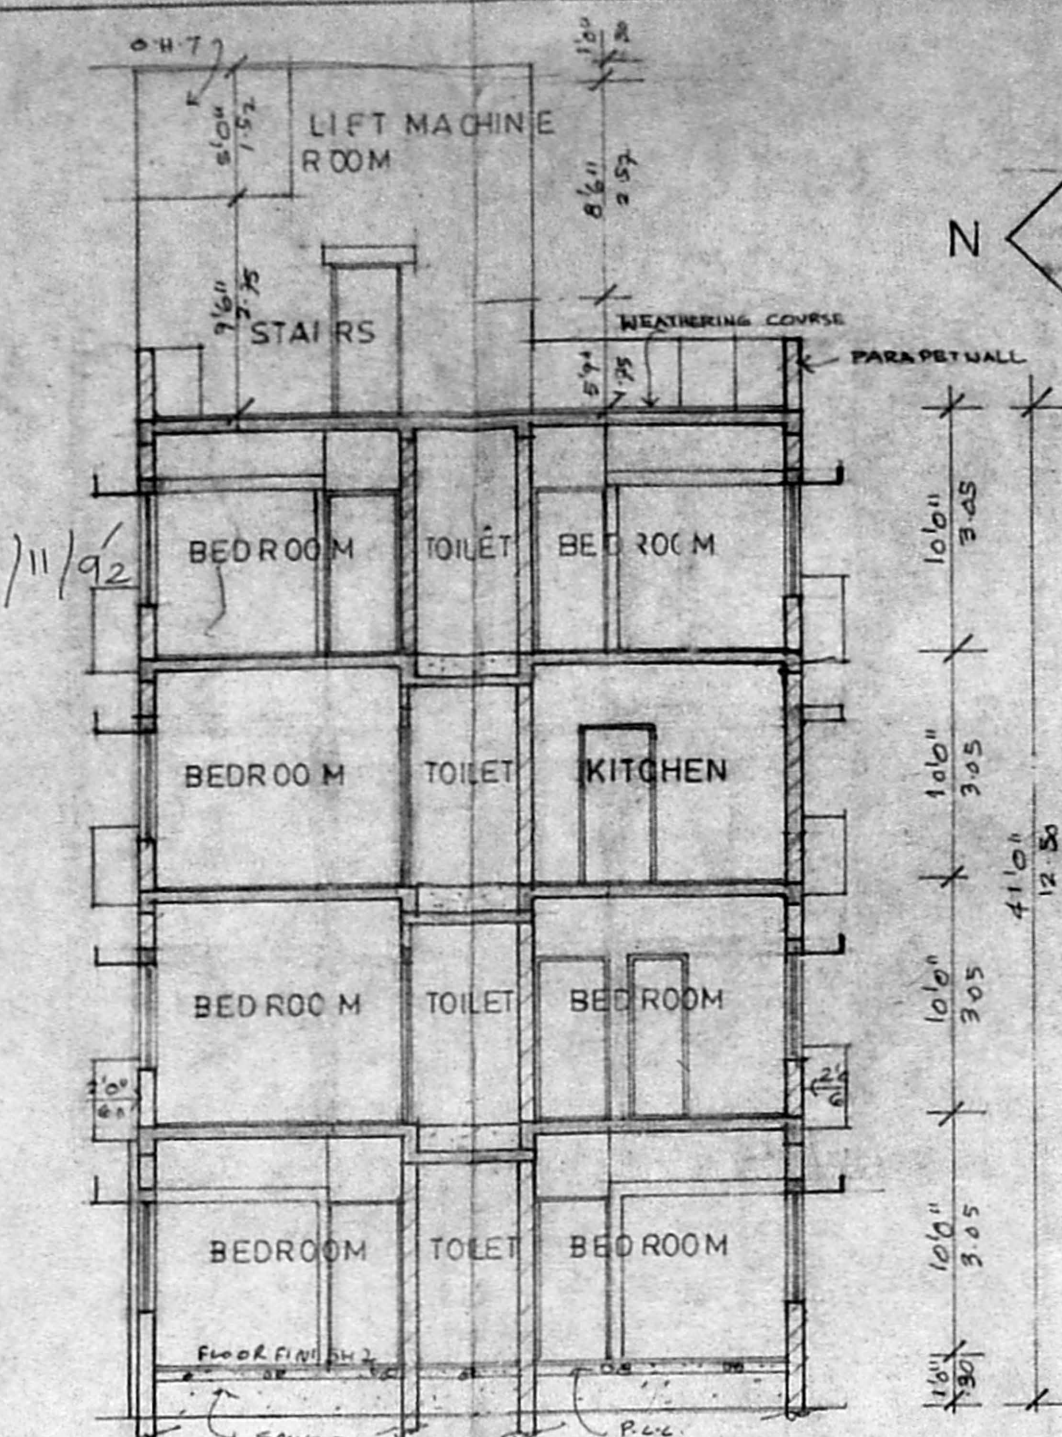 O.H.T
1'0"
.30
LIFT MACHINE
ROOM
5'0"
1.52
8'6"
2.57
N
9'6"
2.75
STAIRS
WEATHERING COURSE
PARAPET WALL
5'9"
1.75
BEDROOM
TOILET
BEDROOM
10'0"
3.05
BEDROOM
TOILET
KITCHEN
10'0"
3.05
41'0"
12.50
BEDROOM
TOILET
BEDROOM
10'0"
3.05
2'0"
BEDROOM
TOILET
BEDROOM
10'0"
3.05
FLOOR FINISH
1'0"
.30
P.C.C.